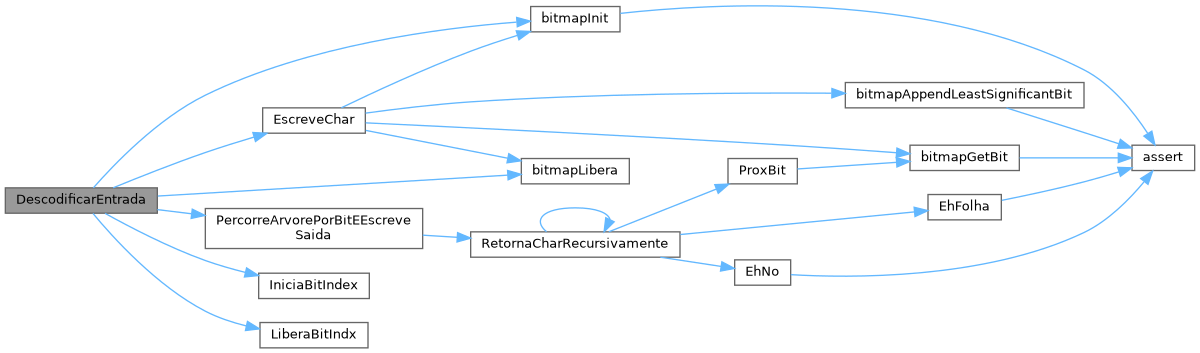 bitmapInit
bitmapAppendLeastSignificantBit
EscreveChar
bitmapGetBit
assert
bitmapLibera
ProxBit
DescodificarEntrada
EhFolha
PercorreArvorePorBitEEscreve
Saida
RetornaCharRecursivamente
EhNo
IniciaBitIndex
LiberaBitIndx